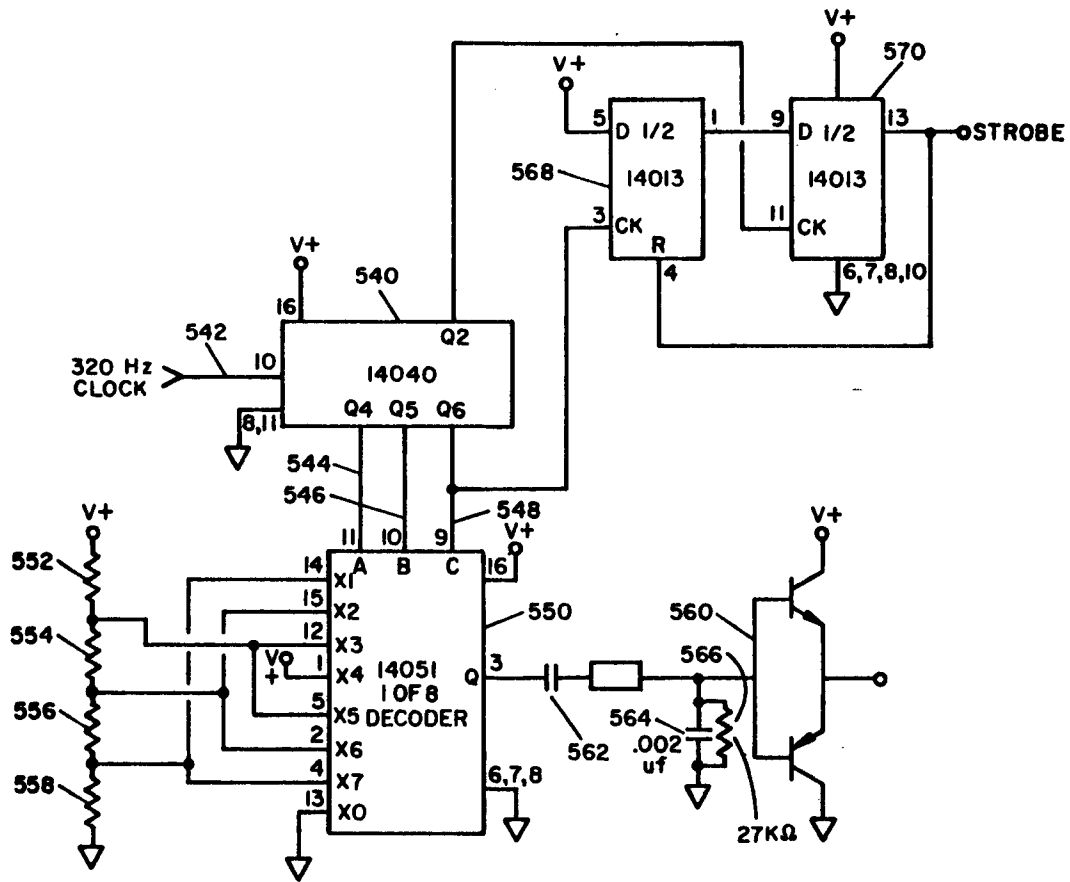 V+
570
V+
5
D 1/2
1
9
D 1/2
13
STROBE
568
14013
14013
3
CK
11
CK
R
4
6,7,8,10
V+
540
16
Q2
542
10
320 Hz
CLOCK
14040
8,11
Q4
Q5
Q6
544
546
548
V+
11
10
9
V+
A
B
C
16
552
14
X1
15
X2
550
560
V+
554
12
X3
V+
1
X4
14051
1 OF 8
DECODER
Q
3
566
5
X5
556
562
564
.002
uf
2
X6
558
4
X7
6,7,8
13
X0
27KΩ